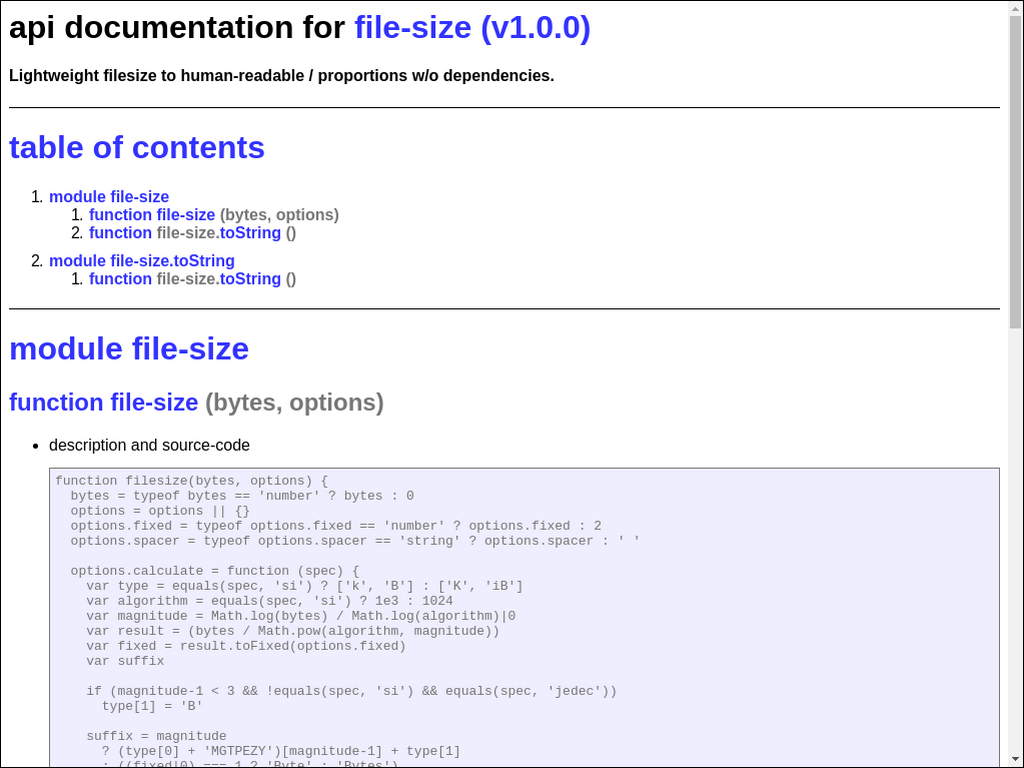 api documentation for file-size (v1.0.0)
Lightweight filesize to human-readable / proportions w/o dependencies.
table of contents
1. module file-size
1. function file-size (bytes, options)
2. function file-size.toString ()
2. module file-size.toString
1. function file-size.toString ()
module file-size
function file-size (bytes, options)
• description and source-code
function filesize(bytes, options) {
  bytes = typeof bytes == 'number' ? bytes : 0
  options = options || {}
  options.fixed = typeof options.fixed == 'number' ? options.fixed : 2
  options.spacer = typeof options.spacer == 'string' ? options.spacer : ' '
  options.calculate = function (spec) {
    var type = equals(spec, 'si') ? ['k', 'B'] : ['K', 'iB']
    var algorithm = equals(spec, 'si') ? 1e3 : 1024
    var magnitude = Math.log(bytes) / Math.log(algorithm)|0
    var result = (bytes / Math.pow(algorithm, magnitude))
    var fixed = result.toFixed(options.fixed)
    var suffix
    if (magnitude-1 < 3 && !equals(spec, 'si') && equals(spec, 'jedec'))
      type[1] = 'B'
    suffix = magnitude
      ? (type[0] + 'MGTPEZY')[magnitude-1] + type[1]
      : ((fixed|0) === 1 ? 'Byte' : 'Bytes')